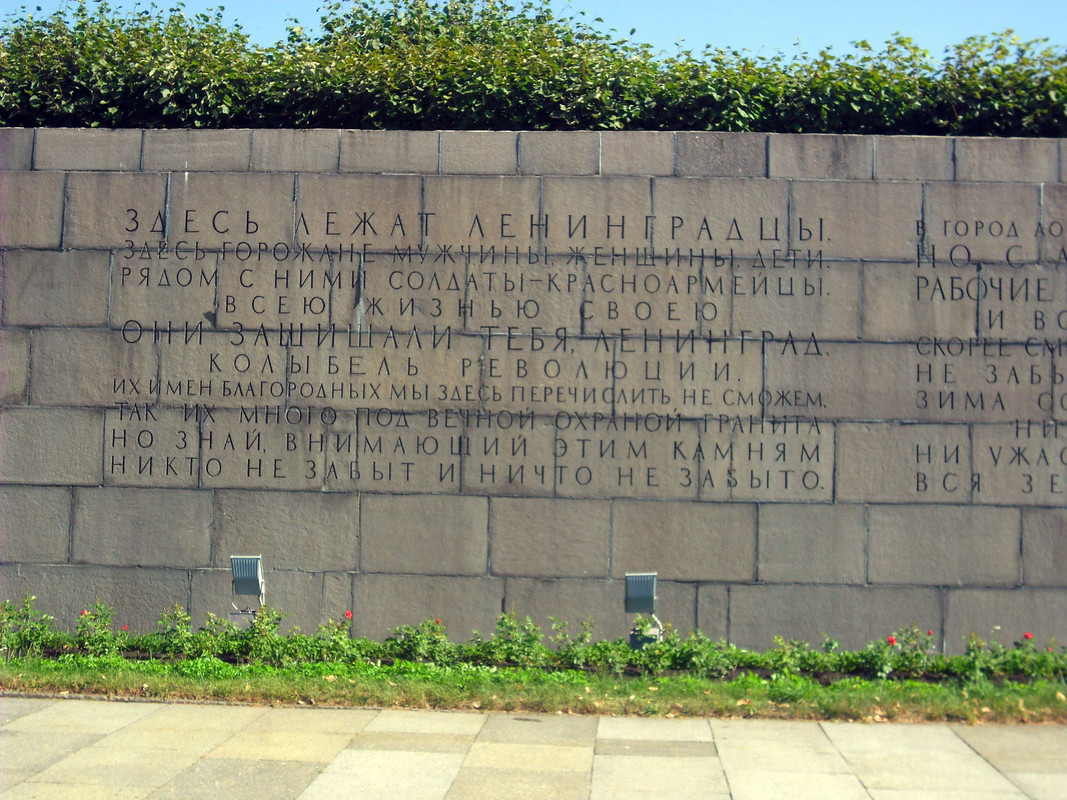 ЗДЕСЬ ЛЕЖАТ ЛЕНИНГРАДЦЫ.
ЗДЕСЬ ГОРОЖАНЕ МУЖЧИНЫ, ЖЕНЩИНЫ, ДЕТИ.
РЯДОМ С НИМИ СОЛДАТЫ-КРАСНОАРМЕЙЦЫ.
ВСЕЮ ЖИЗНЬЮ СВОЕЮ
ОНИ ЗАЩИЩАЛИ ТЕБЯ, ЛЕНИНГРАД,
КОЛЫБЕЛЬ РЕВОЛЮЦИИ.
ИХ ИМЕН БЛАГОРОДНЫХ МЫ ЗДЕСЬ ПЕРЕЧИСЛИТЬ НЕ СМОЖЕМ,
ТАК ИХ МНОГО ПОД ВЕЧНОЙ ОХРАНОЙ ГРАНИТА
НО ЗНАЙ, ВНИМАЮЩИЙ ЭТИМ КАМНЯМ
НИКТО НЕ ЗАБЫТ И НИЧТО НЕ ЗАБЫТО.
В ГОРОД
НО
РАБОЧИЕ
И
СКОРЕЕ
НЕ
ЗИМА
НИ
ВСЯ